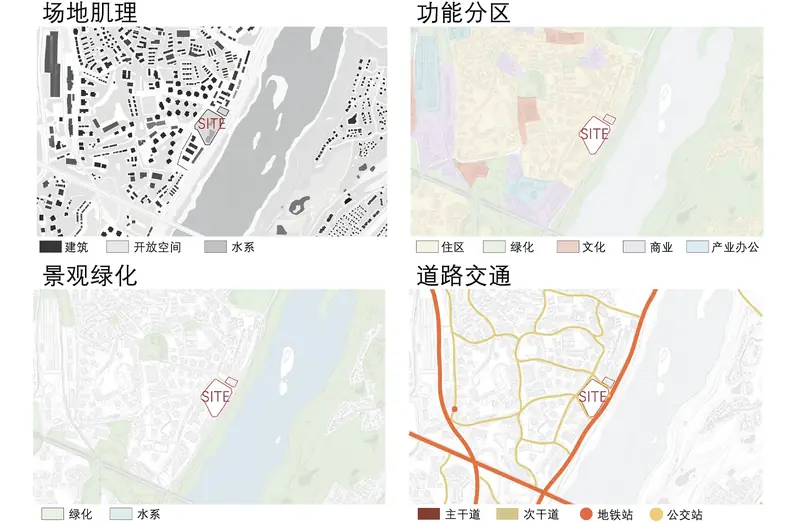 场地肌理
功能分区
SITE
SITE
建筑 开放空间 水系
住区 绿化 文化 商业 产业办公
景观绿化
道路交通
SITE
SITE
绿化 水系
主干道 次干道 地铁站 公交站